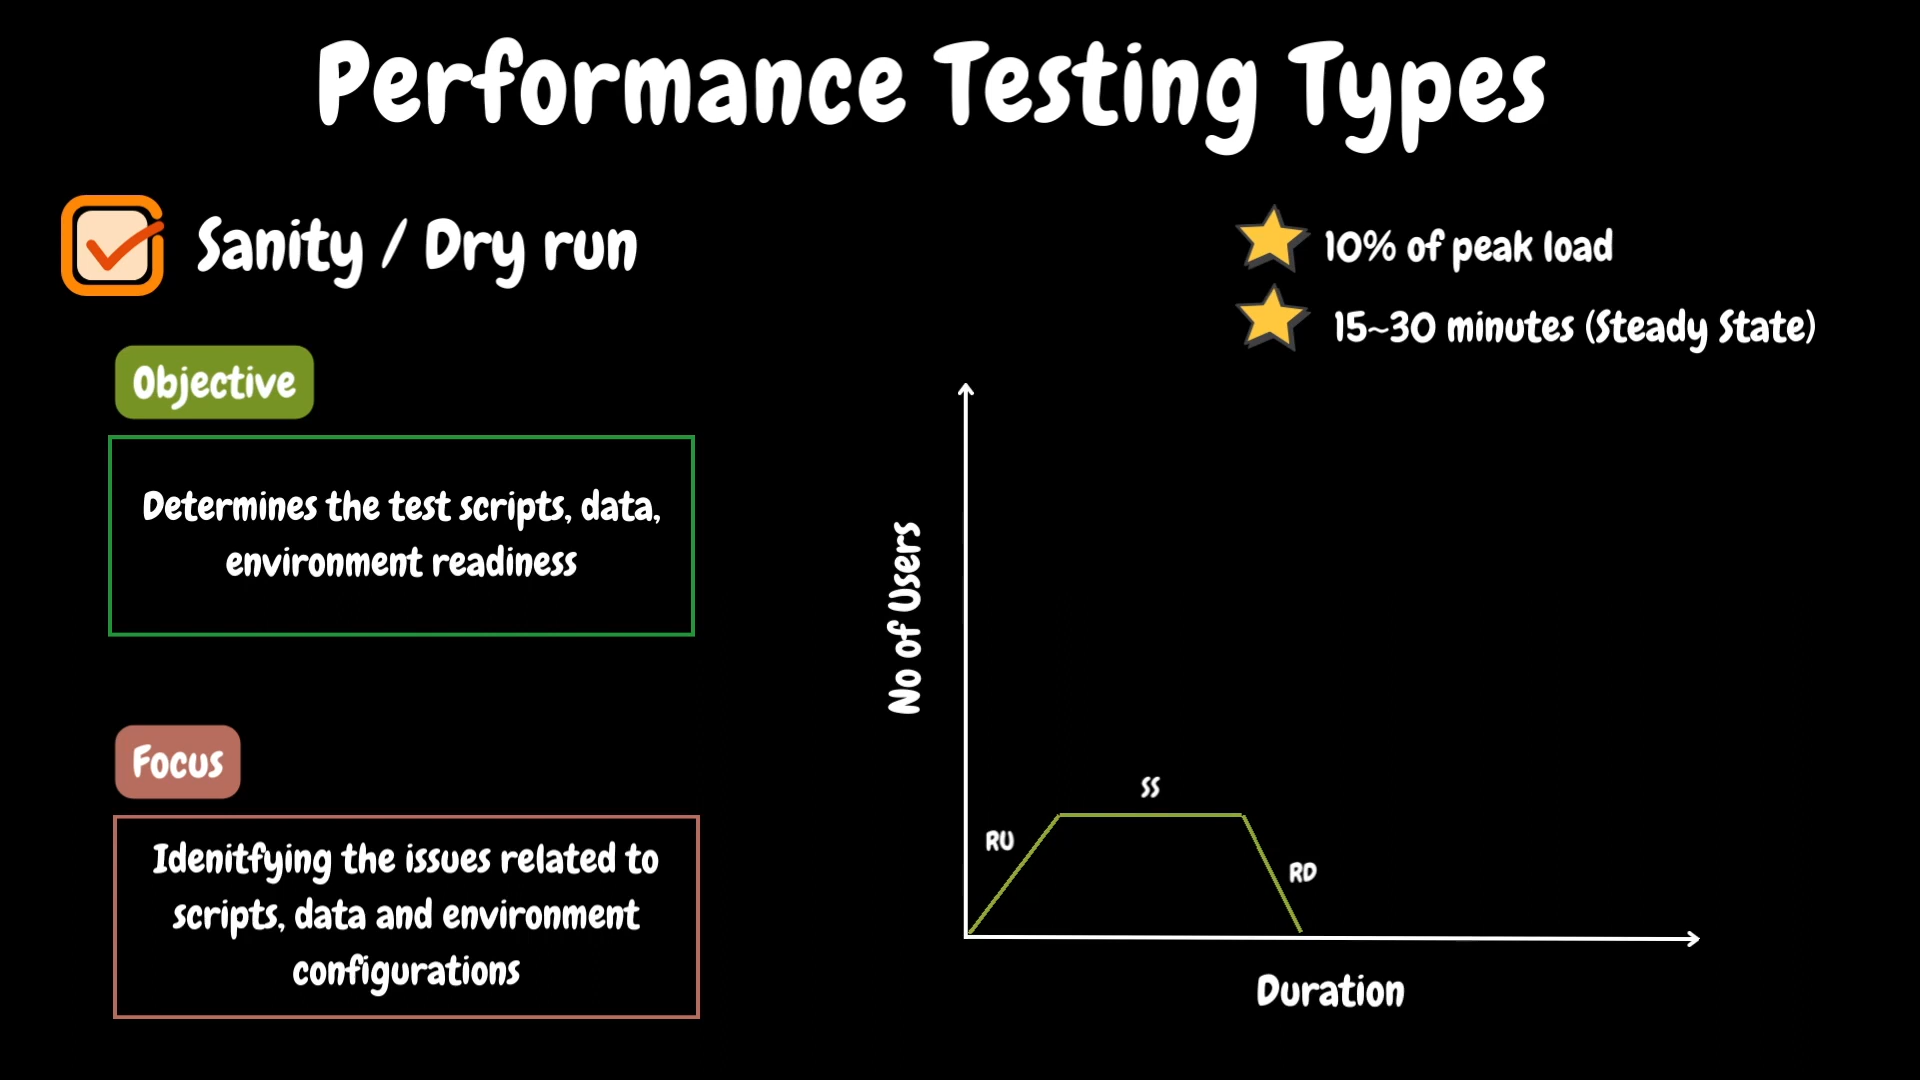 Performance Testing Types
Sanity / Dry run
10% of peak load
15~30 minutes (Steady State)
Objective
Determines the test scripts, data,
environment readiness
Focus
Idenitfying the issues related to
scripts, data and environment
configurations
No of Users
SS
RU
RD
Duration